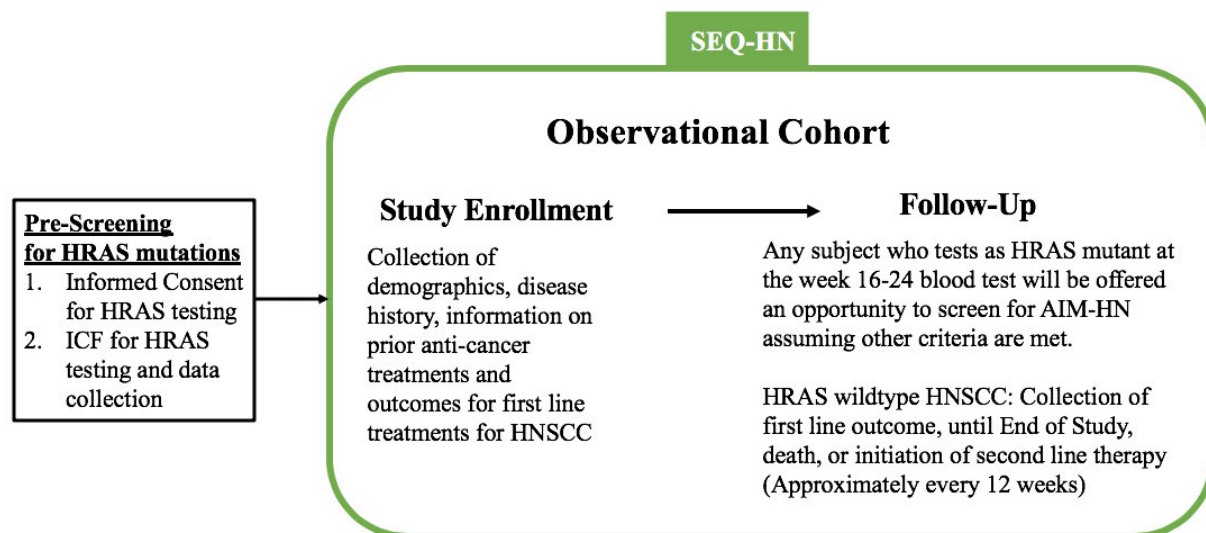 SEQ-HN
Observational Cohort
Pre-Screening
for HRAS mutations
1. Informed Consent
for HRAS testing
2. ICF for HRAS
testing and data
collection
Study Enrollment
Collection of
demographics, disease
history, information on
prior anti-cancer
treatments and
outcomes for first line
treatments for HNSCC
Follow-Up
Any subject who tests as HRAS mutant at
the week 16-24 blood test will be offered
an opportunity to screen for AIM-HN
assuming other criteria are met.
HRAS wildtype HNSCC: Collection of
first line outcome, until End of Study,
death, or initiation of second line therapy
(Approximately every 12 weeks)